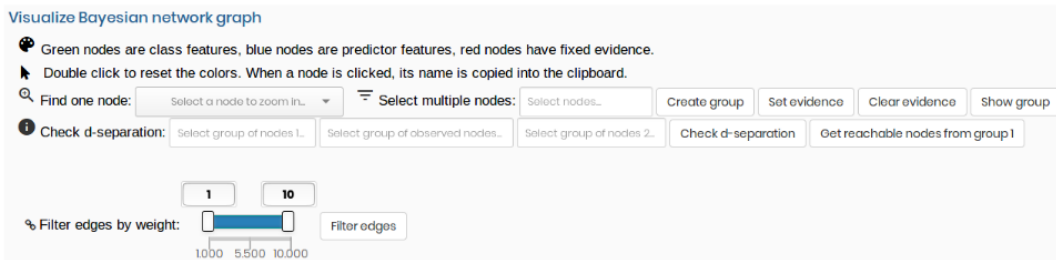 Visualize Bayesian network graph
Green nodes are class features, blue nodes are predictor features, red nodes have fixed evidence.
Double click to reset the colors. When a node is clicked, its name is copied into the clipboard.
Find one node: Select a node to zoom in... Select multiple nodes: Select nodes... Create group Set evidence Clear evidence Show group
Check d-separation: Select group of nodes 1... Select group of observed nodes... Select group of nodes 2... Check d-separation Get reachable nodes from group 1
1 10
Filter edges by weight: Filter edges
1.000 5.500 10.000